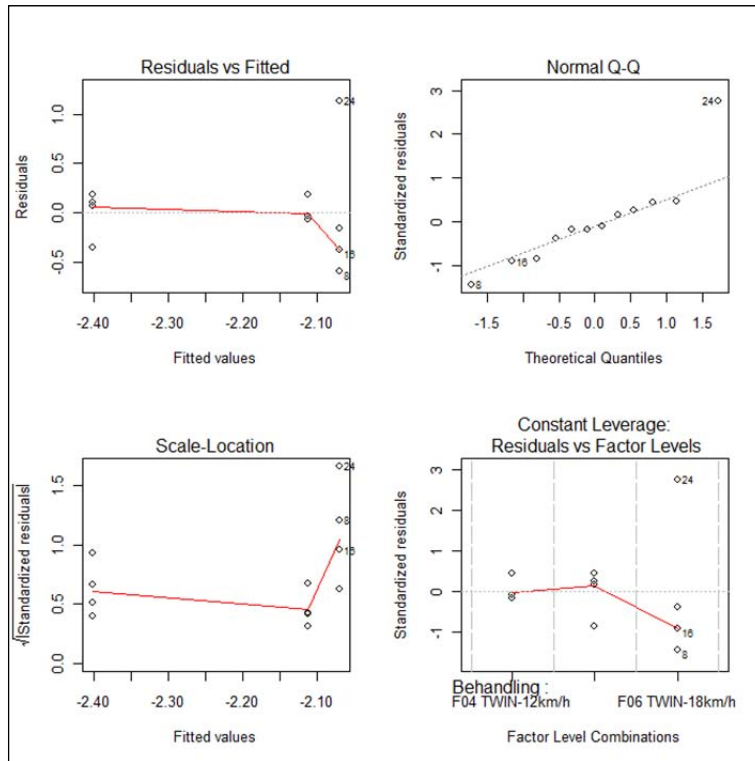 Residuals vs Fitted
Residuals
1.0
0.5
0.0
-0.5
24
16
8
-2.40 -2.30 -2.20 -2.10
Fitted values
Normal Q-Q
Standardized residuals
3
2
1
0
-1
24
16
8
-1.5 -0.5 0.0 0.5 1.0 1.5
Theoretical Quantiles
Scale-Location
√|Standardized residuals|
1.5
1.0
0.5
0.0
24
8
16
-2.40 -2.30 -2.20 -2.10
Fitted values
Constant Leverage:
Residuals vs Factor Levels
Standardized residuals
3
2
1
0
-1
24
16
8
Behandling :
F04 TWIN-12km/h F06 TWIN-18km/h
Factor Level Combinations